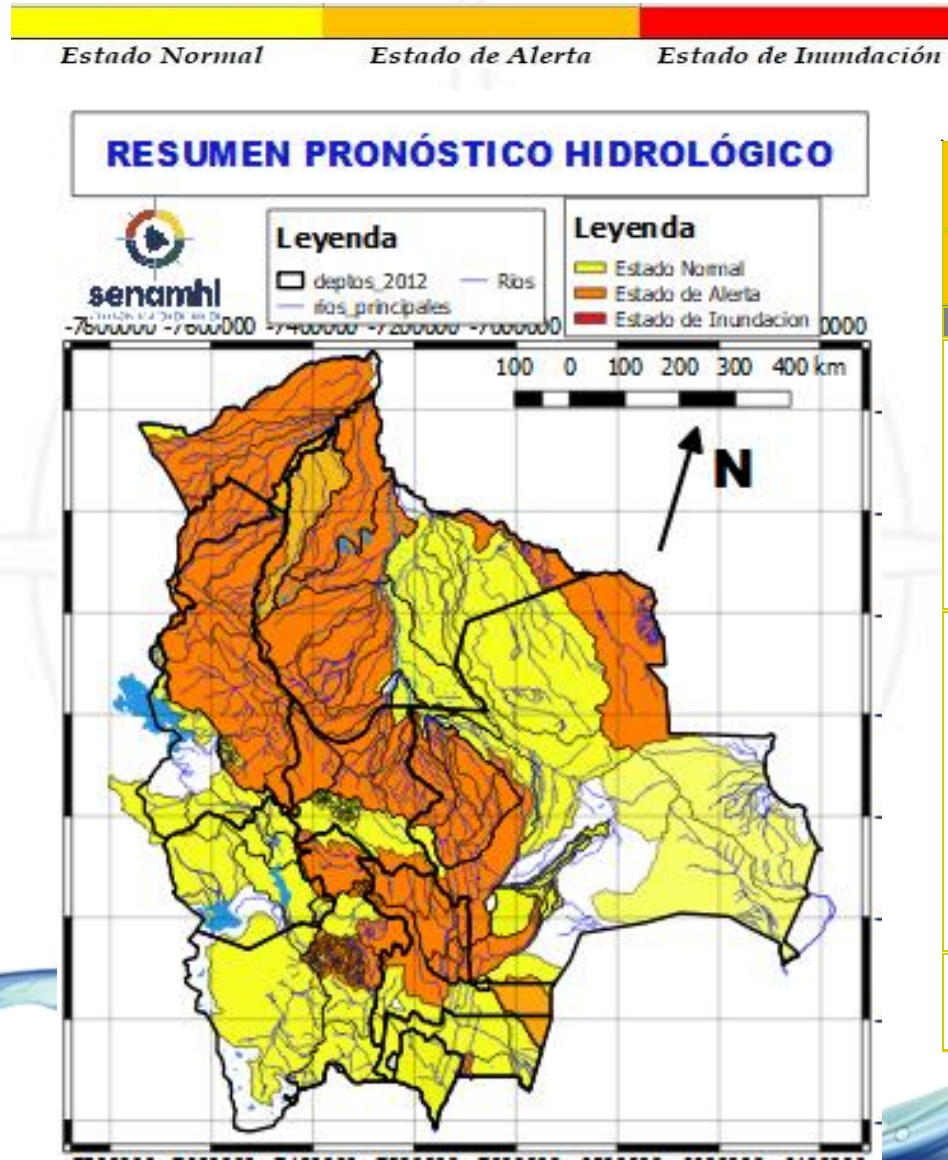 Estado Normal Estado de Alerta Estado de Inundación
RESUMEN PRONÓSTICO HIDROLÓGICO
senamhi
Leyenda
deptos_2012 Rios
rios_principales
Leyenda
Estado Normal
Estado de Alerta
Estado de Inundacion
-7800000 -7600000 -7400000 -7200000 -7000000
100 0 100 200 300 400 km
N